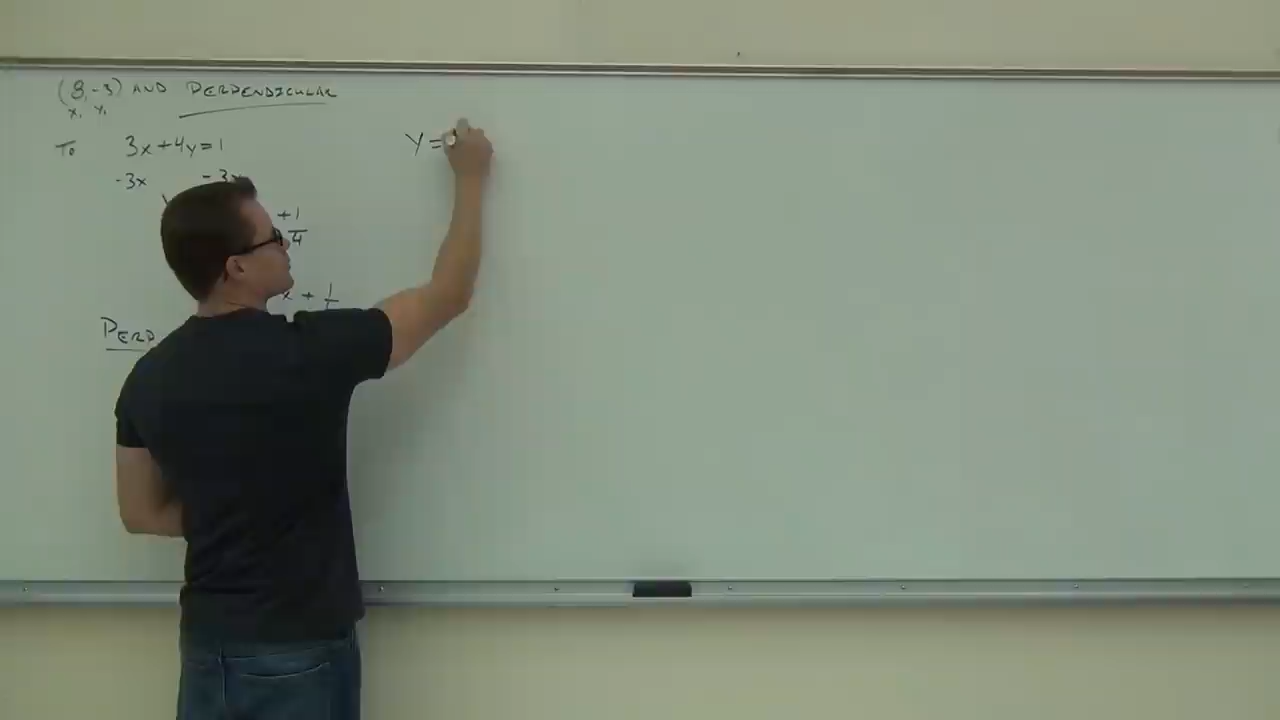 (8, -3) AND PERPENDICULAR
x₁ y₁
To 3x+4y=1
-3x -3x
+1
4
x + 1
PERP
y =